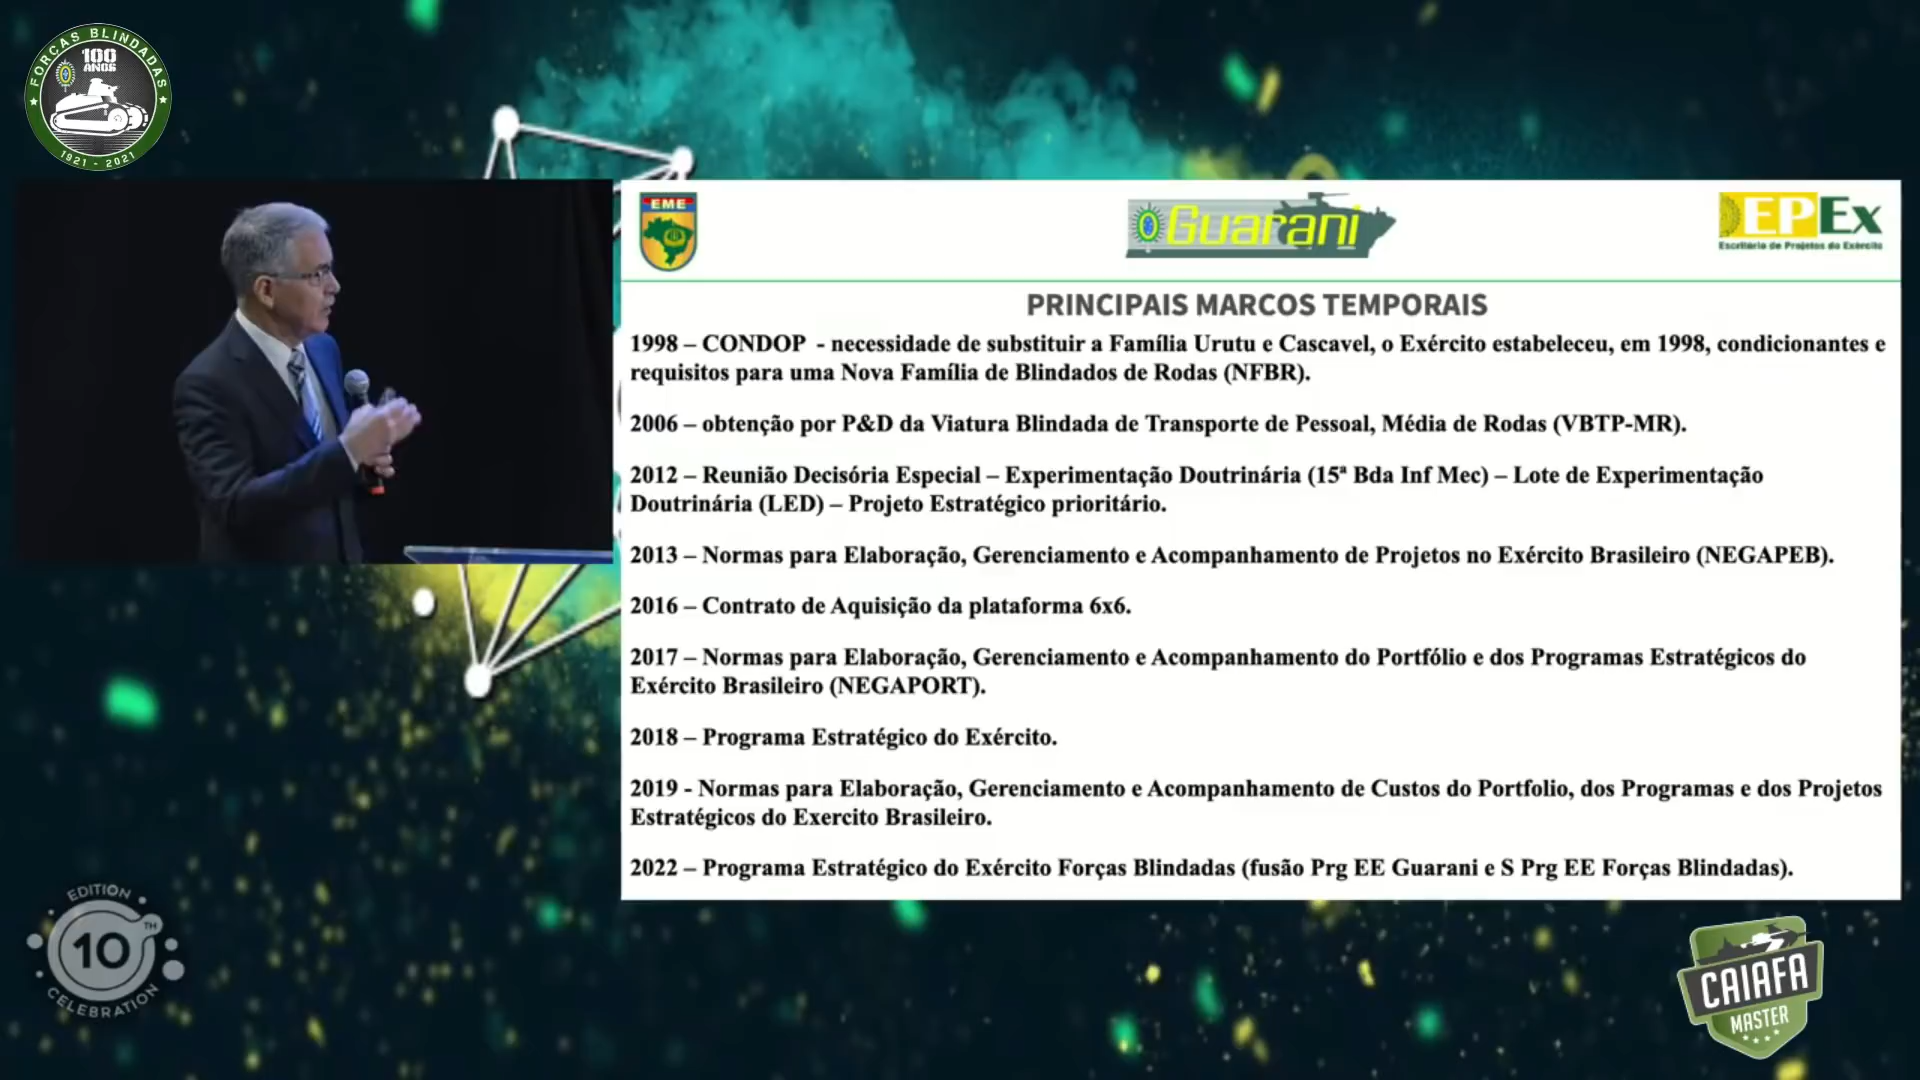 FORÇAS BLINDADAS
100
ANOS
1921 - 2021
EME
Guarani
EPEx
Escritório de Projetos do Exército
PRINCIPAIS MARCOS TEMPORAIS
1998 – CONDOP - necessidade de substituir a Família Urutu e Cascavel, o Exército estabeleceu, em 1998, condicionantes e
requisitos para uma Nova Família de Blindados de Rodas (NFBR).
2006 – obtenção por P&D da Viatura Blindada de Transporte de Pessoal, Média de Rodas (VBTP-MR).
2012 – Reunião Decisória Especial – Experimentação Doutrinária (15ª Bda Inf Mec) – Lote de Experimentação
Doutrinária (LED) – Projeto Estratégico prioritário.
2013 – Normas para Elaboração, Gerenciamento e Acompanhamento de Projetos no Exército Brasileiro (NEGAPEB).
2016 – Contrato de Aquisição da plataforma 6x6.
2017 – Normas para Elaboração, Gerenciamento e Acompanhamento do Portfólio e dos Programas Estratégicos do
Exército Brasileiro (NEGAPORT).
2018 – Programa Estratégico do Exército.
2019 - Normas para Elaboração, Gerenciamento e Acompanhamento de Custos do Portfolio, dos Programas e dos Projetos
Estratégicos do Exercito Brasileiro.
2022 – Programa Estratégico do Exército Forças Blindadas (fusão Prg EE Guarani e S Prg EE Forças Blindadas).
EDITION
10TH
CELEBRATION
CAIAFA
MASTER